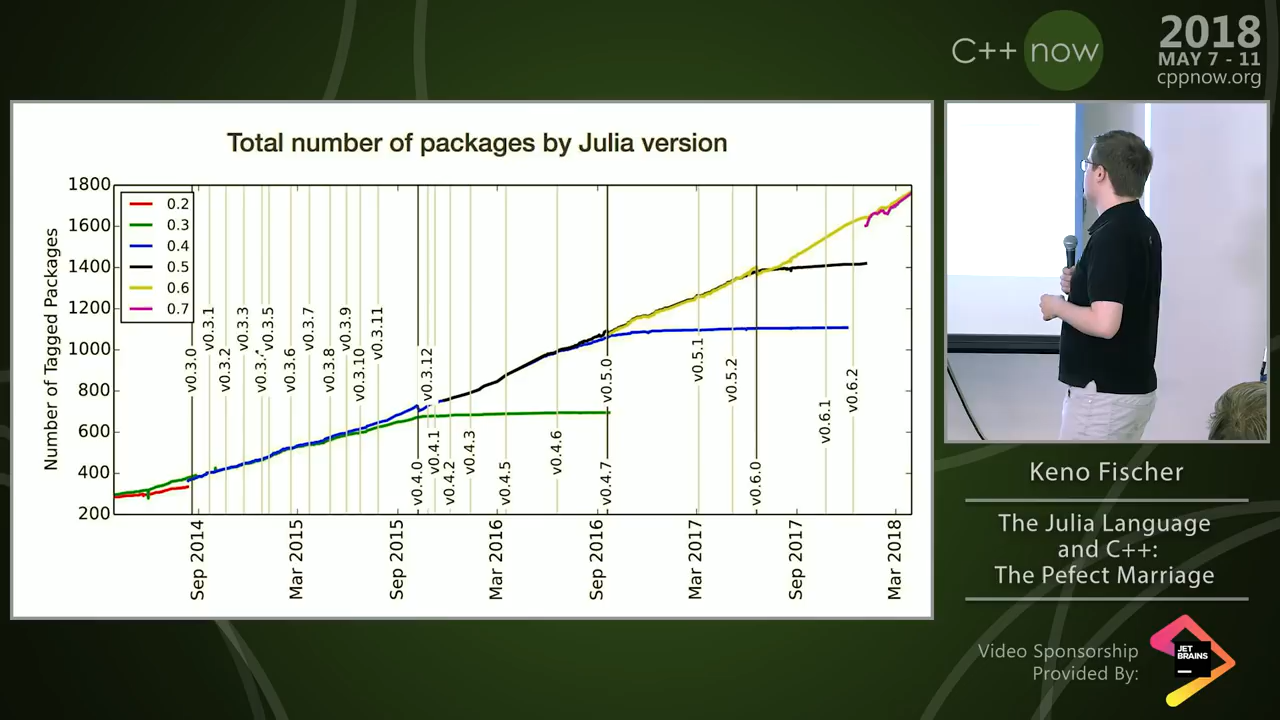 C++ now
2018
MAY 7 - 11
cppnow.org
Total number of packages by Julia version
Number of Tagged Packages
1800
1600
1400
1200
1000
800
600
400
200
0.2
0.3
0.4
0.5
0.6
0.7
v0.3.0
v0.3.1
v0.3.2
v0.3.3
v0.3.5
v0.3.6
v0.3.7
v0.3.8
v0.3.9
v0.3.10
v0.3.11
v0.4.0
v0.3.12
v0.4.1
v0.4.2
v0.4.3
v0.4.5
v0.4.6
v0.4.7
v0.5.0
v0.5.1
v0.5.2
v0.6.0
v0.6.1
v0.6.2
Sep 2014
Mar 2015
Sep 2015
Mar 2016
Sep 2016
Mar 2017
Sep 2017
Mar 2018
Keno Fischer
The Julia Language
and C++:
The Pefect Marriage
Video Sponsorship
Provided By:
JET
BRAINS